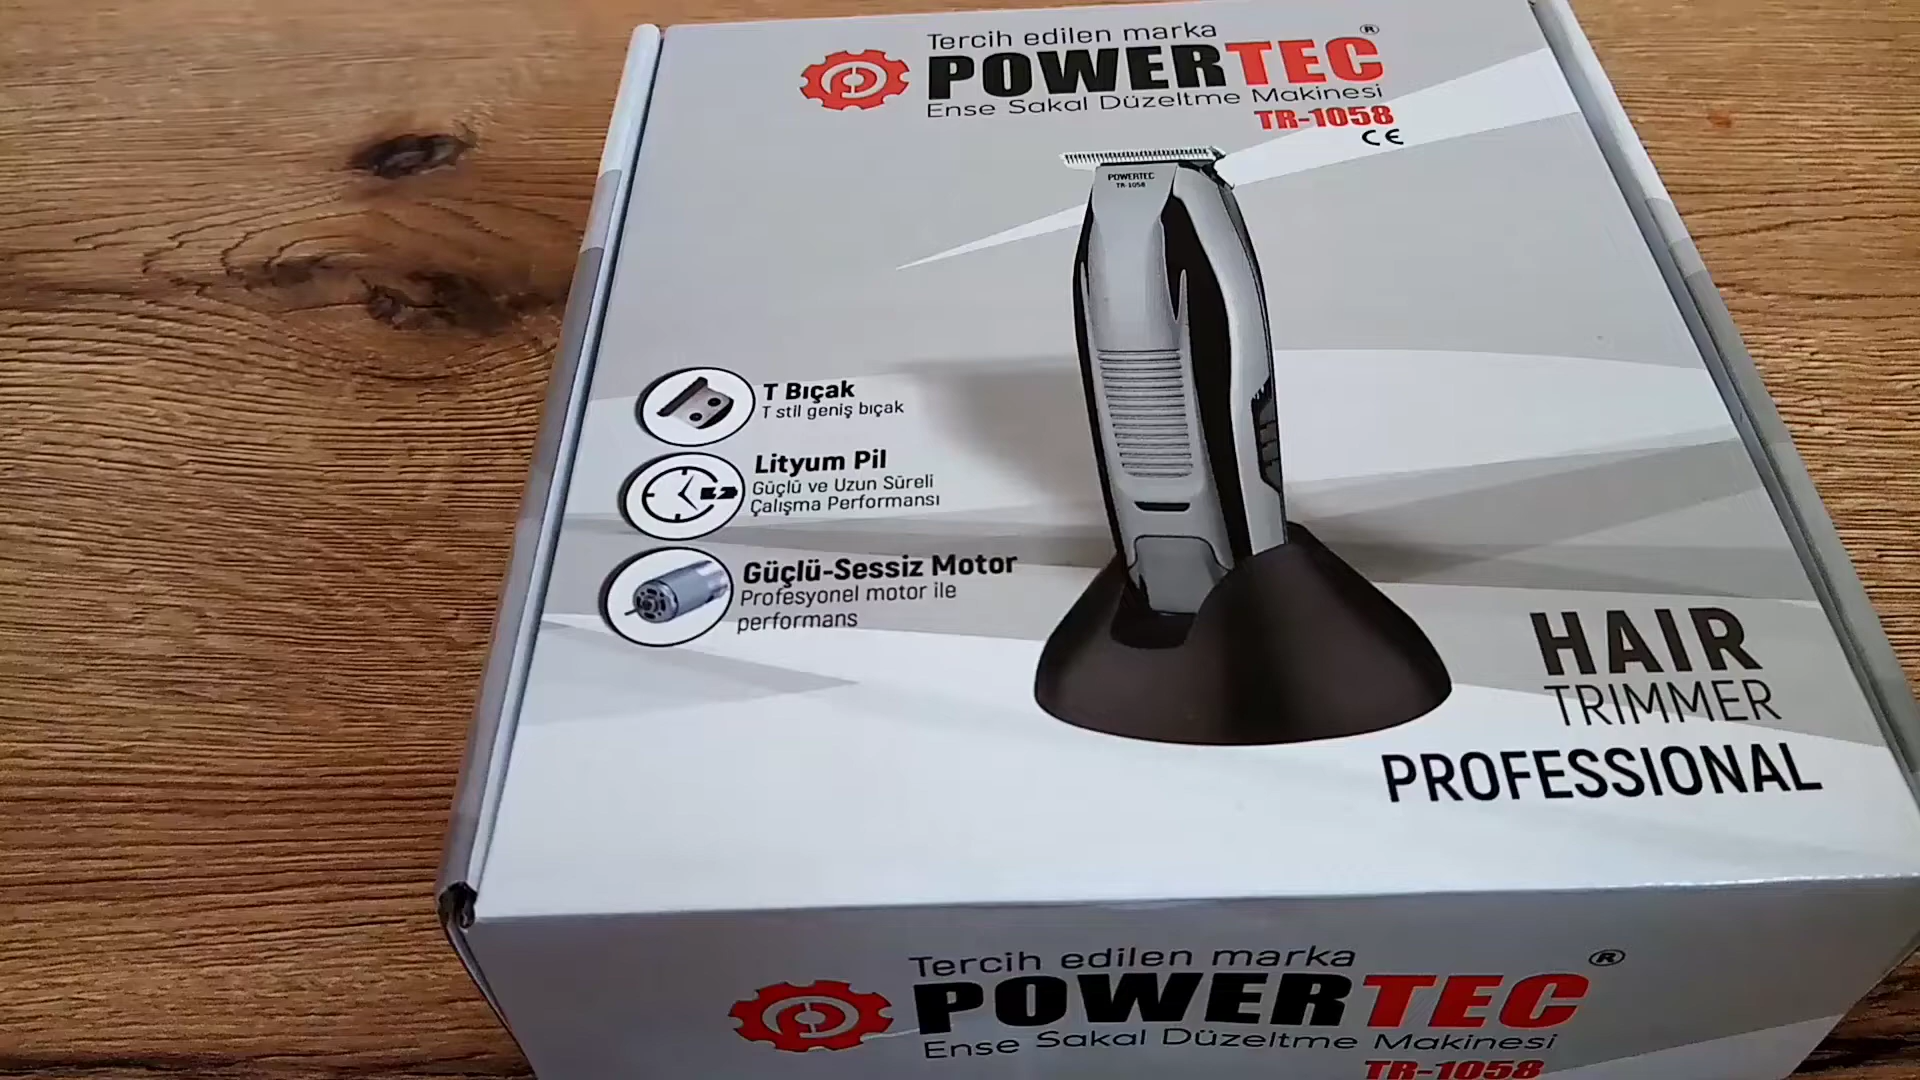 Tercih edilen marka
POWERTEC®
Ense Sakal Düzeltme Makinesi
TR-1058
CE
POWERTEC
TR-1058
T Bıçak
T stil geniş bıçak
Lityum Pil
Güçlü ve Uzun Süreli
Çalışma Performansı
Güçlü-Sessiz Motor
Profesyonel motor ile
performans
HAIR
TRIMMER
PROFESSIONAL
Tercih edilen marka
POWERTEC®
Ense Sakal Düzeltme Makinesi
TR-1058